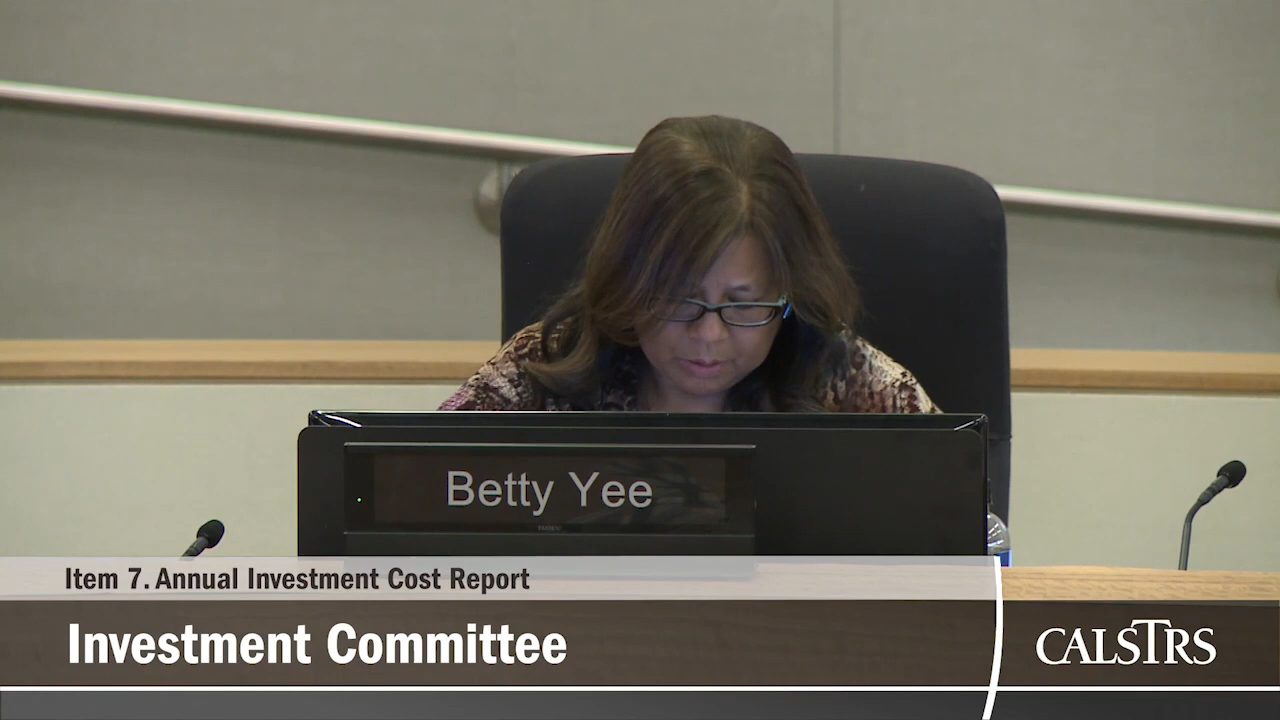 Betty Yee
Item 7. Annual Investment Cost Report
Investment Committee
CALSTRS